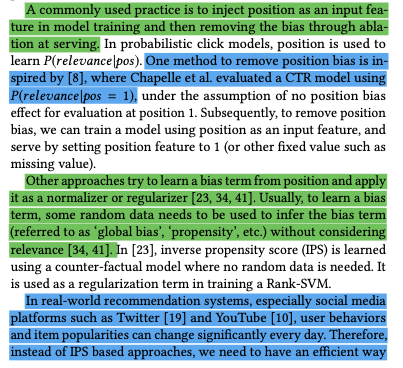 A commonly used practice is to inject position as an input fea-
ture in model training and then removing the bias through abla-
tion at serving. In probabilistic click models, position is used to
learn P(relevance|pos). One method to remove position bias is in-
spired by [8], where Chapelle et al. evaluated a CTR model using
P(relevance|pos = 1), under the assumption of no position bias
effect for evaluation at position 1. Subsequently, to remove position
bias, we can train a model using position as an input feature, and
serve by setting position feature to 1 (or other fixed value such as
missing value).
Other approaches try to learn a bias term from position and apply
it as a normalizer or regularizer [23, 34, 41]. Usually, to learn a bias
term, some random data needs to be used to infer the bias term
(referred to as ‘global bias’, ‘propensity’, etc.) without considering
relevance [34, 41]. In [23], inverse propensity score (IPS) is learned
using a counter-factual model where no random data is needed. It
is used as a regularization term in training a Rank-SVM.
In real-world recommendation systems, especially social media
platforms such as Twitter [19] and YouTube [10], user behaviors
and item popularities can change significantly every day. Therefore,
instead of IPS based approaches, we need to have an efficient way